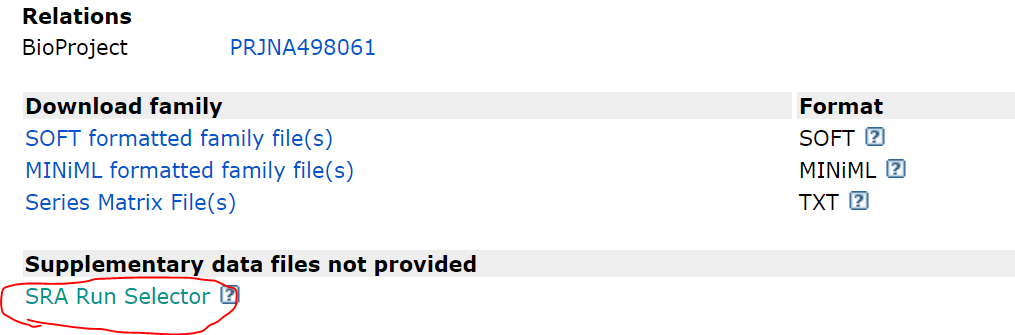 Relations
BioProject PRJNA498061
Download family Format
SOFT formatted family file(s) SOFT ?
MINiML formatted family file(s) MINiML ?
Series Matrix File(s) TXT ?
Supplementary data files not provided
SRA Run Selector ?